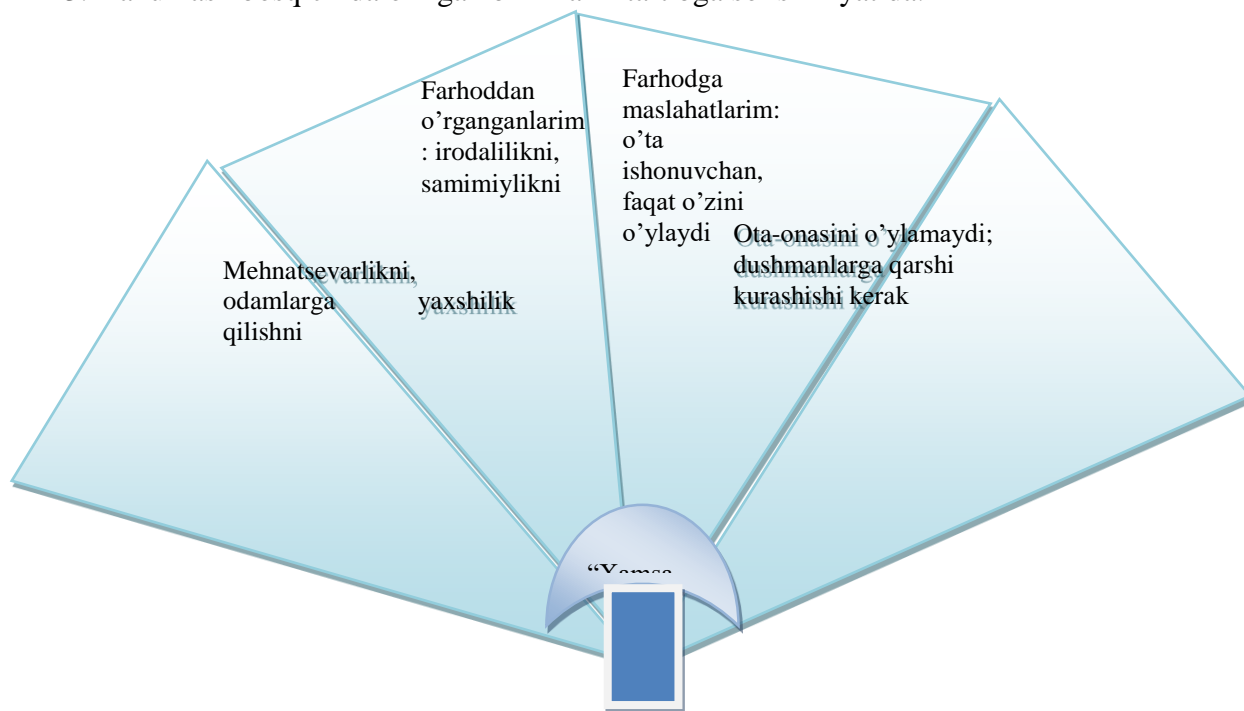 Farhoddan
o’rganganlarim
: irodalilikni,
samimiylikni
Farhodga
maslahatlarim:
o’ta
ishonuvchan,
faqat o’zini
o’ylaydi
Mehnatsevarlikni,
odamlarga yaxshilik
qilishni
Ota-onasini o’ylamaydi;
dushmanlarga qarshi
kurashishi kerak
“Xamsa